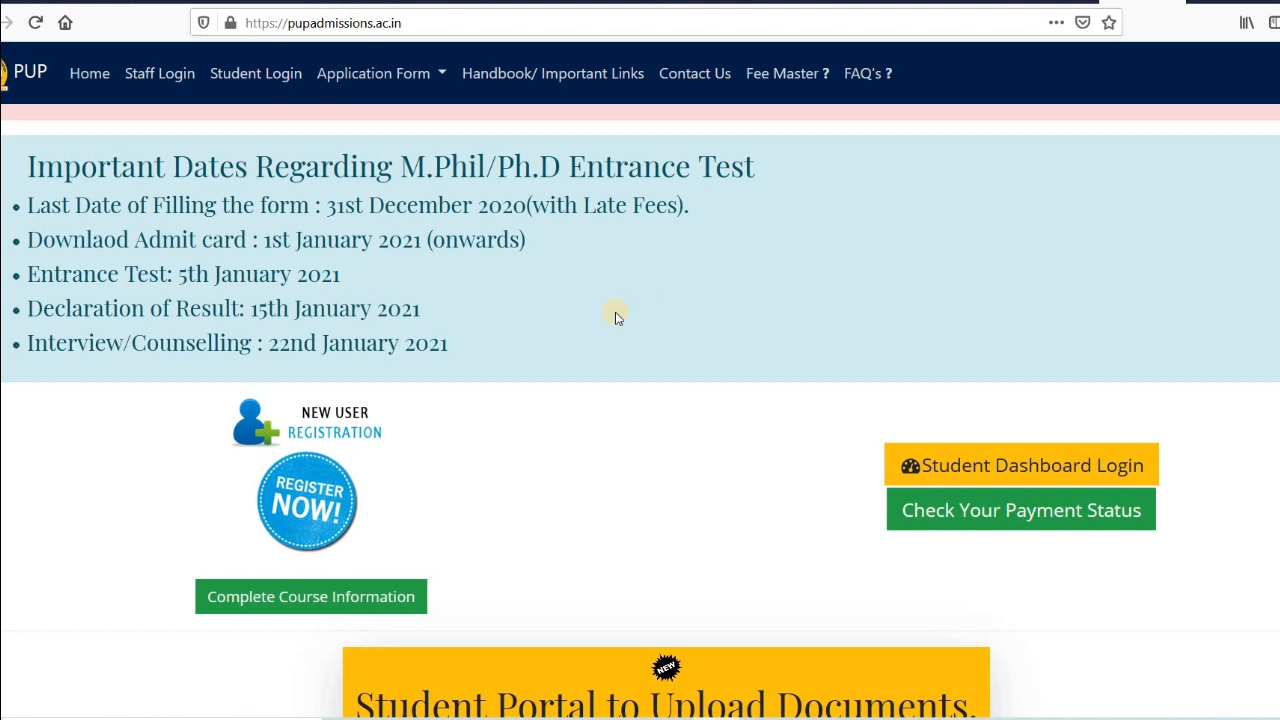 https://pupadmissions.ac.in
PUP Home Staff Login Student Login Application Form Handbook/ Important Links Contact Us Fee Master ? FAQ's ?
Important Dates Regarding M.Phil/Ph.D Entrance Test
• Last Date of Filling the form : 31st December 2020(with Late Fees).
• Downlaod Admit card : 1st January 2021 (onwards)
• Entrance Test: 5th January 2021
• Declaration of Result: 15th January 2021
• Interview/Counselling : 22nd January 2021
NEW USER
REGISTRATION
REGISTER
NOW!
Student Dashboard Login
Check Your Payment Status
Complete Course Information
NEW
Student Portal to Upload Documents.